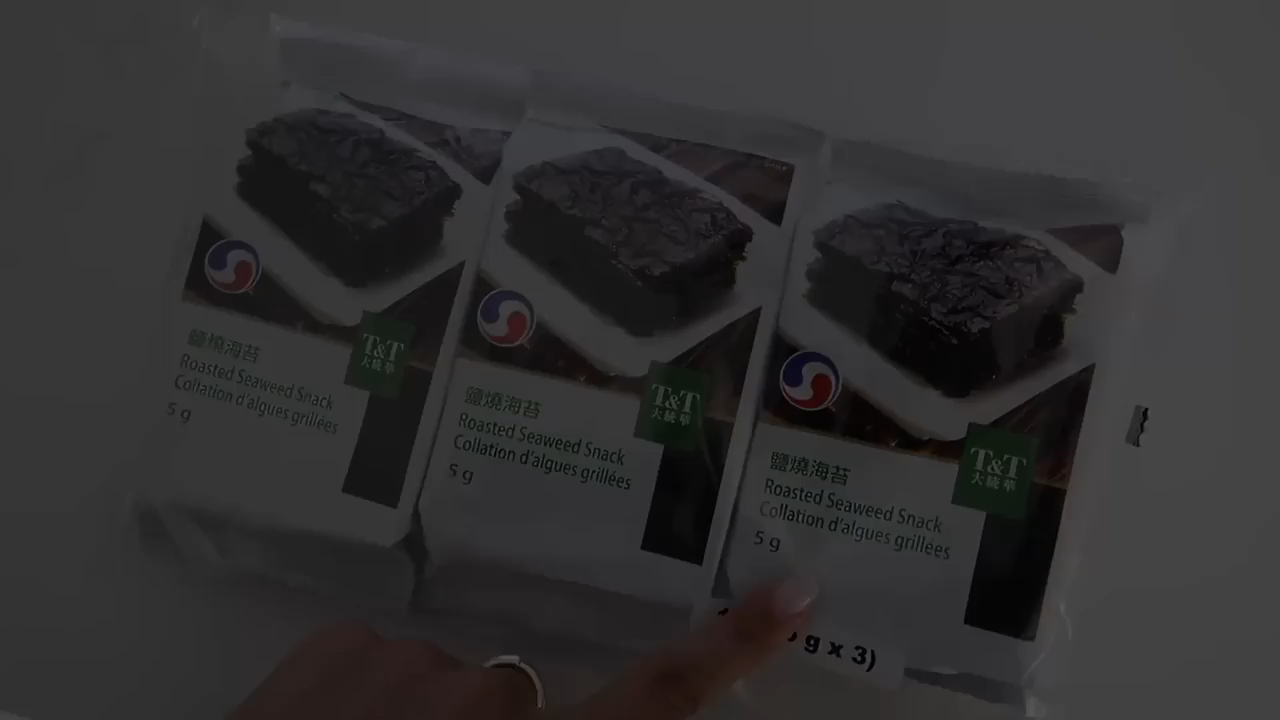 鹽燒海苔
Roasted Seaweed Snack
Collation d'algues grillées
5 g
T&T
大統華
鹽燒海苔
Roasted Seaweed Snack
Collation d'algues grillées
5 g
T&T
大統華
鹽燒海苔
Roasted Seaweed Snack
Collation d'algues grillées
5 g
T&T
大統華
g x 3)